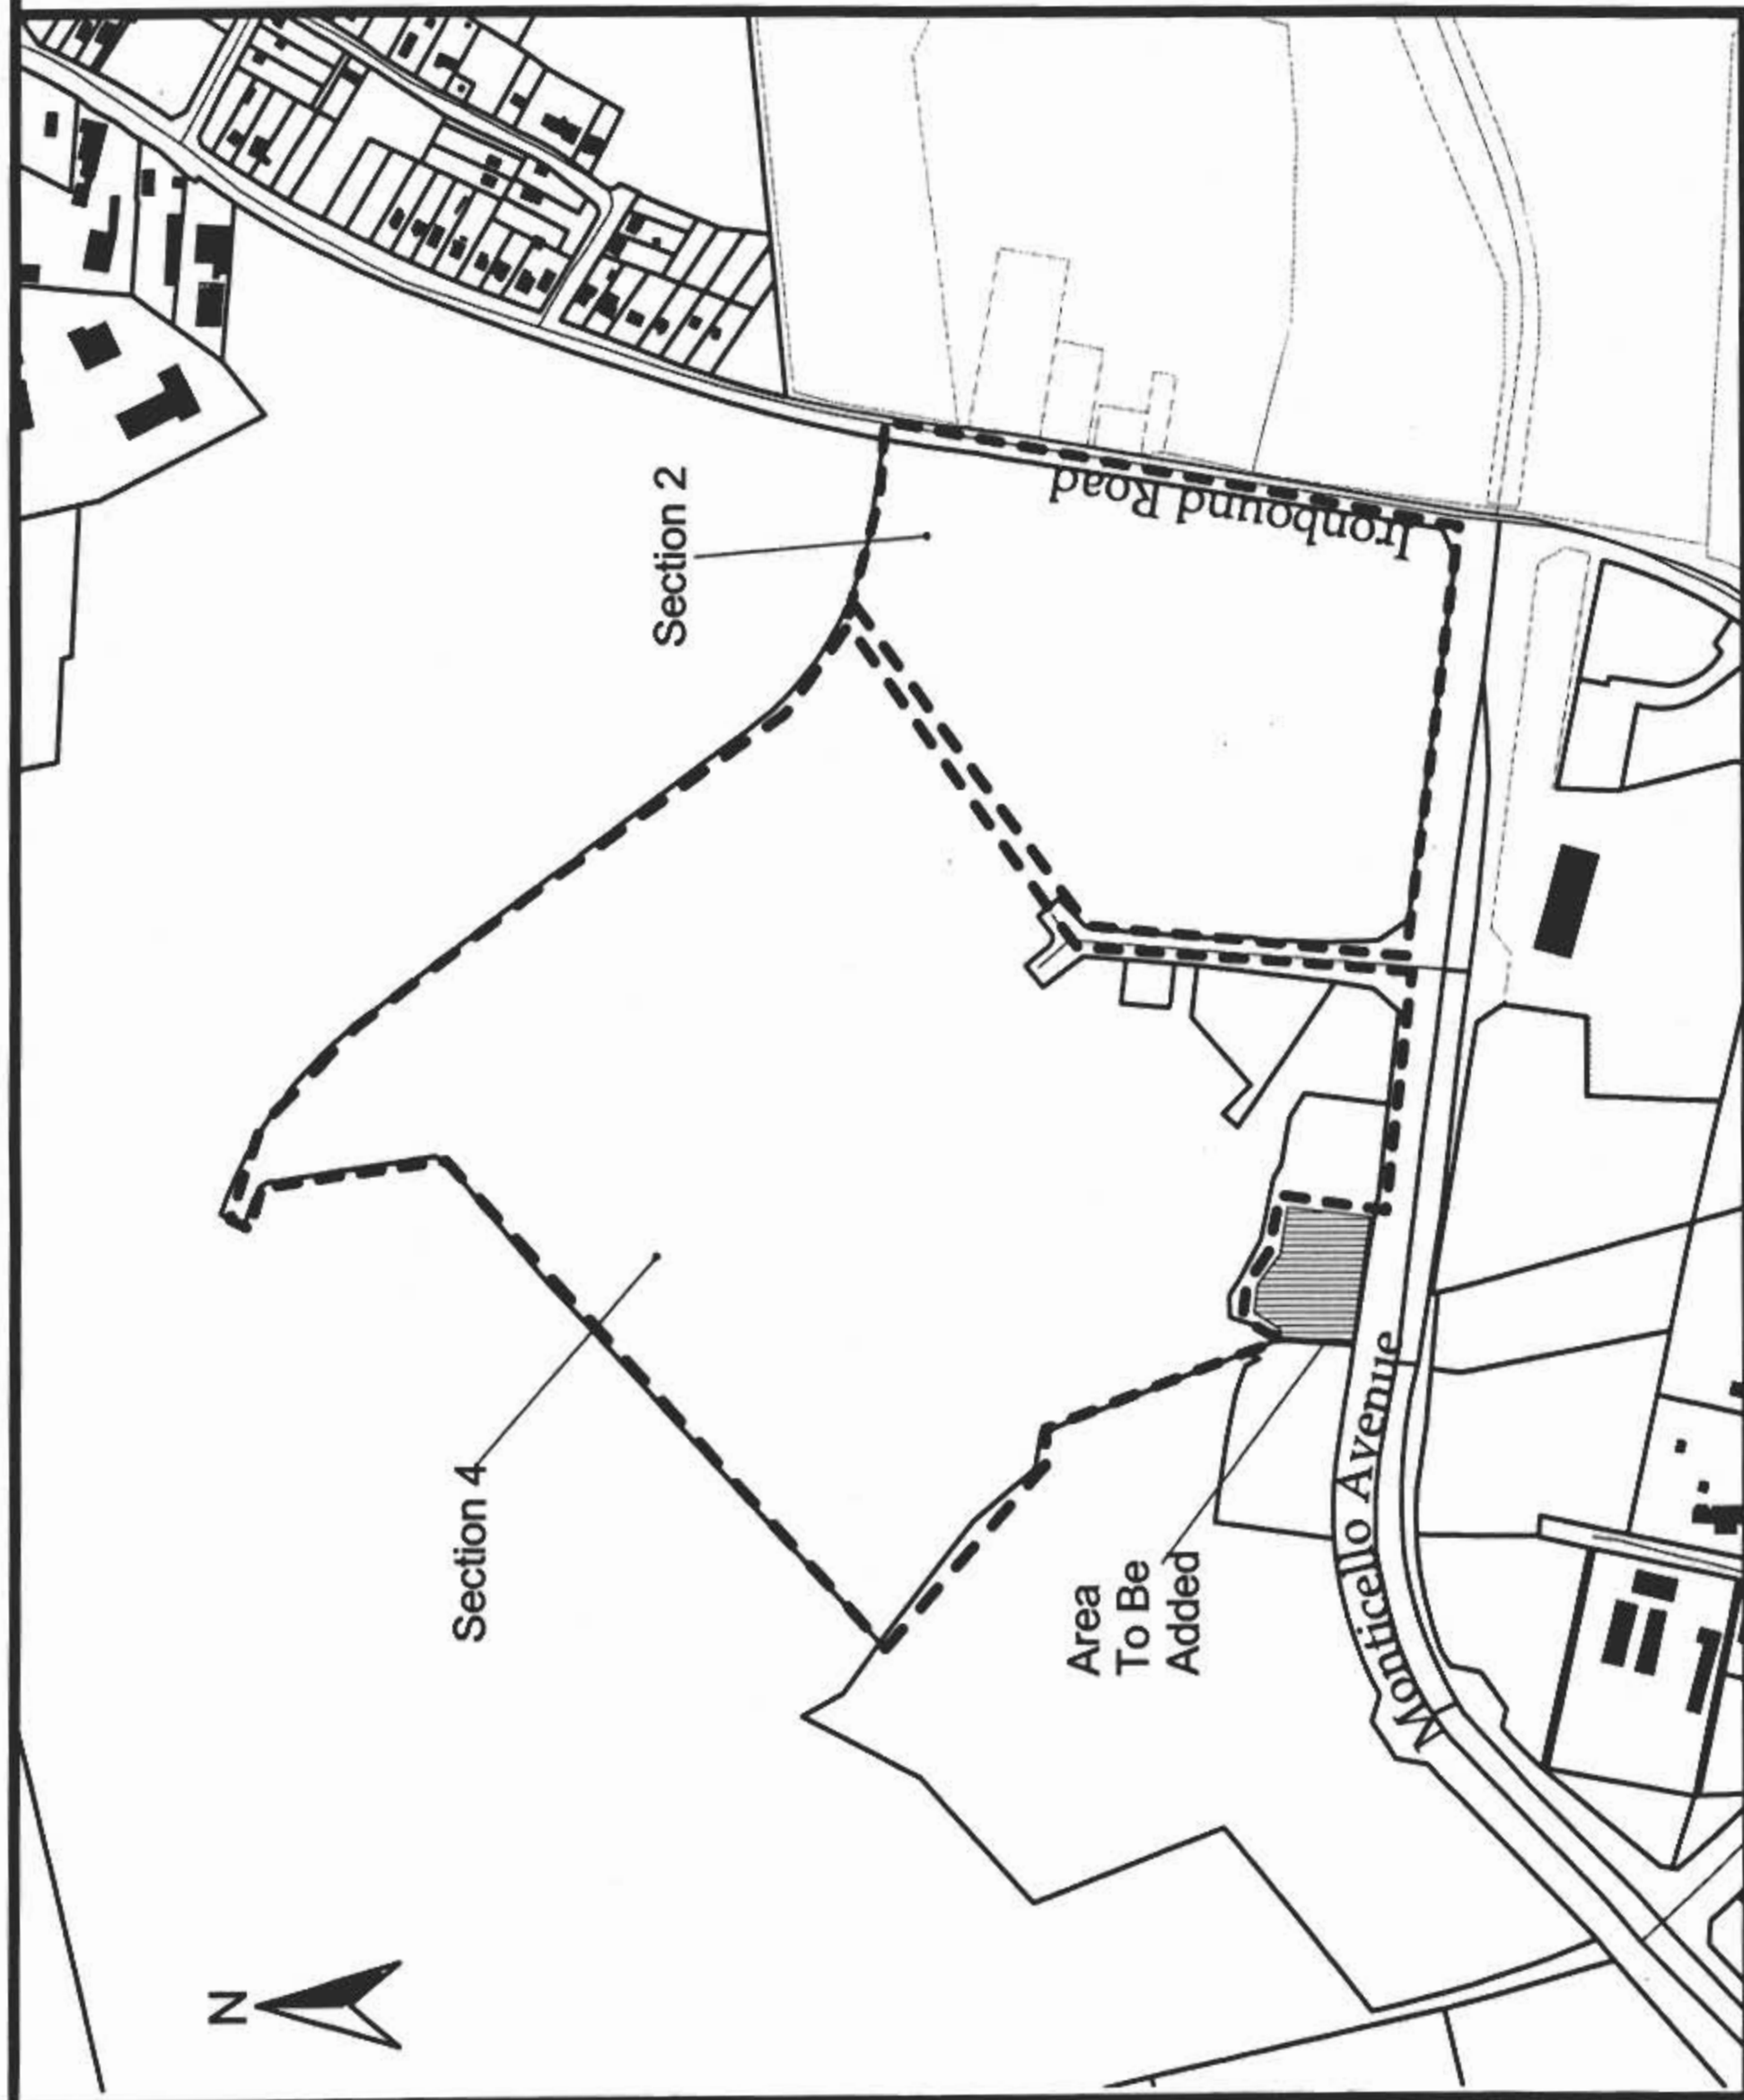 Section 2
Ironbound Road
Section 4
Area
To Be
Added
Monticello Avenue
N